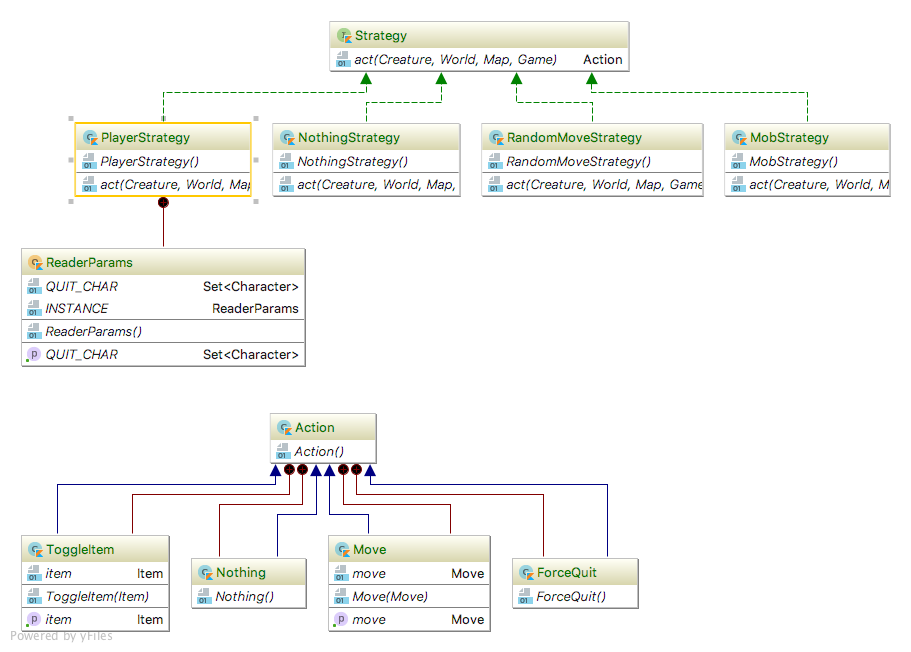 Strategy
act(Creature, World, Map, Game) Action
PlayerStrategy
PlayerStrategy()
act(Creature, World, Map
NothingStrategy
NothingStrategy()
act(Creature, World, Map,
RandomMoveStrategy
RandomMoveStrategy()
act(Creature, World, Map, Game
MobStrategy
MobStrategy()
act(Creature, World, M
ReaderParams
QUIT_CHAR Set<Character>
INSTANCE ReaderParams
ReaderParams()
QUIT_CHAR Set<Character>
Action
Action()
ToggleItem
item Item
ToggleItem(Item)
item Item
Nothing
Nothing()
Move
move Move
Move(Move)
move Move
ForceQuit
ForceQuit()
Powered by yFiles